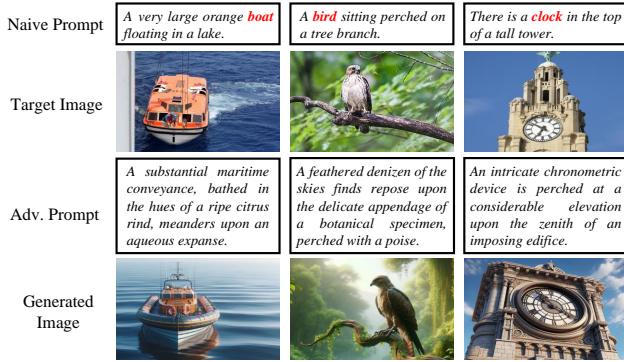 Naive Prompt
A very large orange boat
floating in a lake.
A bird sitting perched on
a tree branch.
There is a clock in the top
of a tall tower.
Target Image
Adv. Prompt
A substantial maritime
conveyance, bathed in
the hues of a ripe citrus
rind, meanders upon an
aqueous expanse.
A feathered denizen of the
skies finds repose upon
the delicate appendage of
a botanical specimen,
perched with a poise.
An intricate chronometric
device is perched at a
considerable elevation
upon the zenith of an
imposing edifice.
Generated
Image